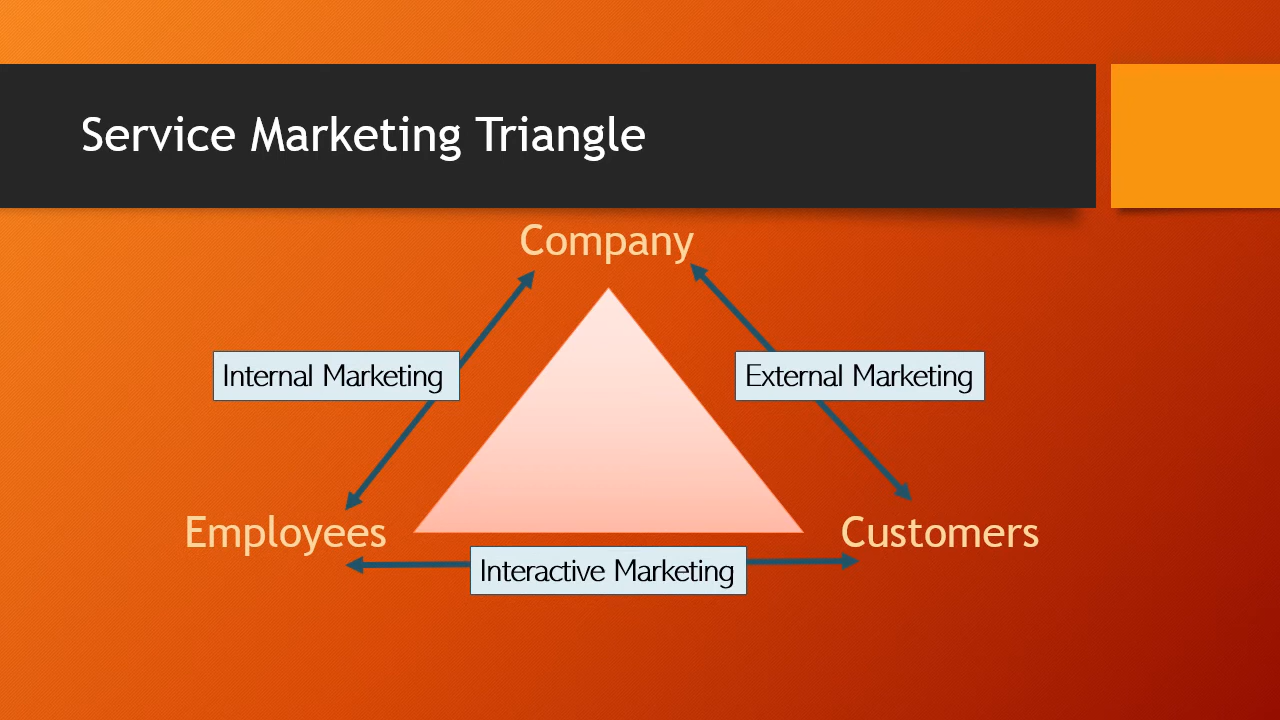 Service Marketing Triangle
Company
Internal Marketing
External Marketing
Employees
Customers
Interactive Marketing